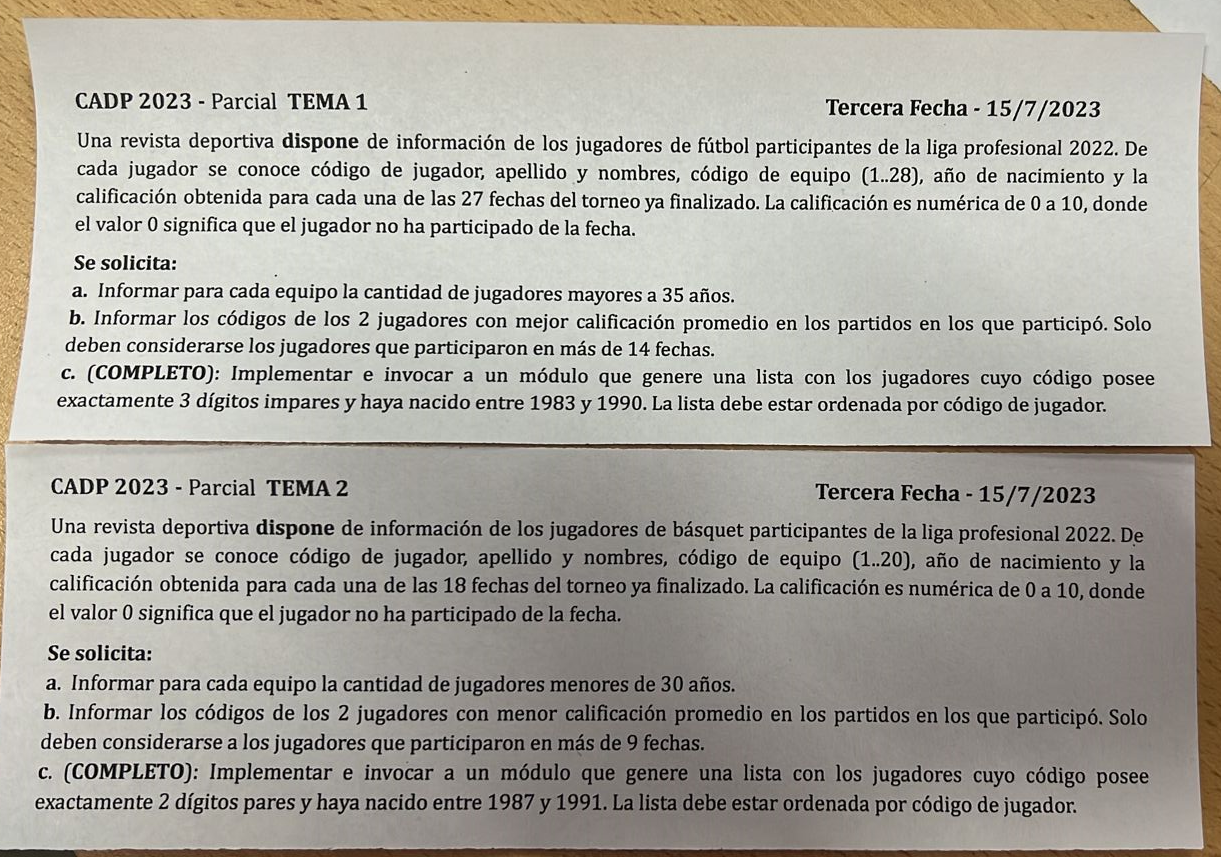 CADP 2023 - Parcial TEMA 1
Tercera Fecha - 15/7/2023
Una revista deportiva dispone de información de los jugadores de fútbol participantes de la liga profesional 2022. De
cada jugador se conoce código de jugador, apellido y nombres, código de equipo (1..28), año de nacimiento y la
calificación obtenida para cada una de las 27 fechas del torneo ya finalizado. La calificación es numérica de 0 a 10, donde
el valor 0 significa que el jugador no ha participado de la fecha.
Se solicita:
a. Informar para cada equipo la cantidad de jugadores mayores a 35 años.
b. Informar los códigos de los 2 jugadores con mejor calificación promedio en los partidos en los que participó. Solo
deben considerarse los jugadores que participaron en más de 14 fechas.
c. (COMPLETO): Implementar e invocar a un módulo que genere una lista con los jugadores cuyo código posee
exactamente 3 dígitos impares y haya nacido entre 1983 y 1990. La lista debe estar ordenada por código de jugador.
CADP 2023 - Parcial TEMA 2
Tercera Fecha - 15/7/2023
Una revista deportiva dispone de información de los jugadores de básquet participantes de la liga profesional 2022. De
cada jugador se conoce código de jugador, apellido y nombres, código de equipo (1..20), año de nacimiento y la
calificación obtenida para cada una de las 18 fechas del torneo ya finalizado. La calificación es numérica de 0 a 10, donde
el valor 0 significa que el jugador no ha participado de la fecha.
Se solicita:
a. Informar para cada equipo la cantidad de jugadores menores de 30 años.
b. Informar los códigos de los 2 jugadores con menor calificación promedio en los partidos en los que participó. Solo
deben considerarse a los jugadores que participaron en más de 9 fechas.
c. (COMPLETO): Implementar e invocar a un módulo que genere una lista con los jugadores cuyo código posee
exactamente 2 dígitos pares y haya nacido entre 1987 y 1991. La lista debe estar ordenada por código de jugador.